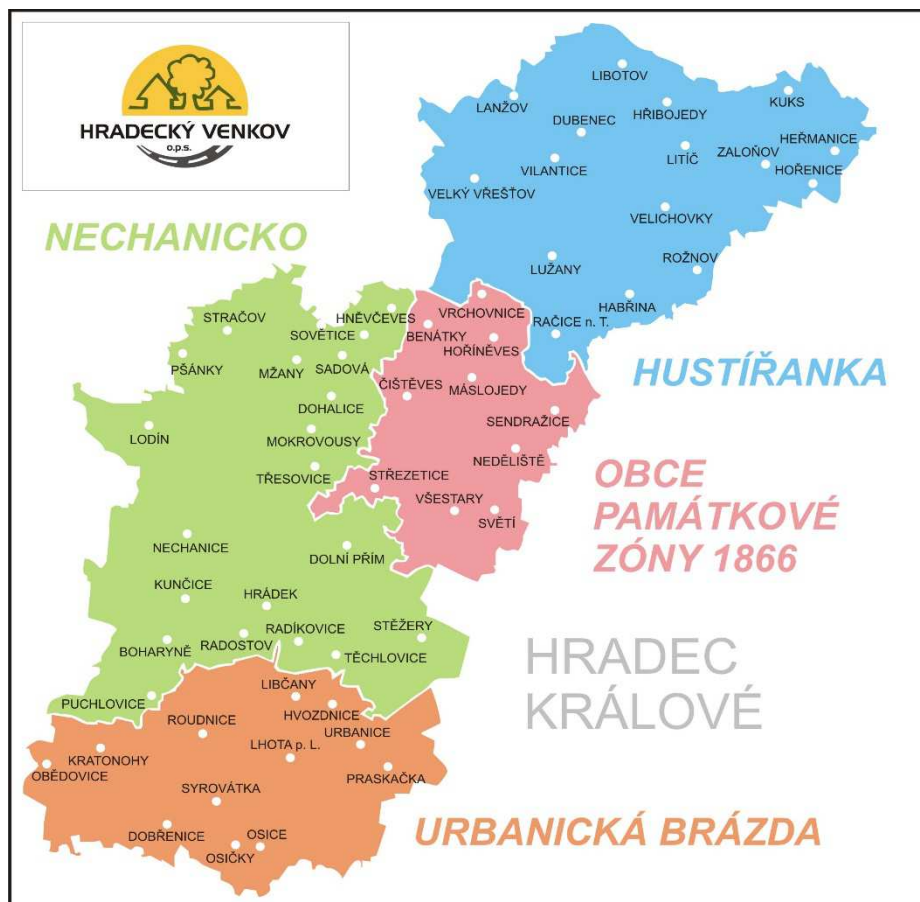 HRADECKÝ VENKOV
o.p.s.
LIBOTOV
LANŽOV
KUKS
HŘIBOJEDY
DUBENEC
HEŘMANICE
LITÍČ
ZALOŇOV
VILANTICE
HOŘENICE
VELKÝ VŘEŠŤOV
VELICHOVKY
NECHANICKO
ROŽNOV
LUŽANY
HABŘINA
VRCHOVNICE
HNĚVČEVES
STRAČOV
RAČICE n. T.
SOVĚTICE
BENÁTKY
HOŘINĚVES
PŠÁNKY
MŽANY
SADOVÁ
HUSTÍŘANKA
ČIŠTĚVES
MÁSLOJEDY
DOHALICE
SENDRAŽICE
LODÍN
MOKROVOUSY
NEDĚLIŠTĚ
TŘESOVICE
STŘEZETICE
OBCE
PAMÁTKOVÉ
ZÓNY 1866
VŠESTARY
SVĚTÍ
NECHANICE
DOLNÍ PŘÍM
KUNČICE
HRÁDEK
STĚŽERY
RADÍKOVICE
RADOSTOV
BOHARYNĚ
TĚCHLOVICE
HRADEC
KRÁLOVÉ
LIBČANY
PUCHLOVICE
HVOZDNICE
ROUDNICE
URBANICE
LHOTA p. L.
KRATONOHY
OBĚDOVICE
PRASKAČKA
SYROVÁTKA
URBANICKÁ BRÁZDA
DOBŘENICE
OSICE
OSIČKY